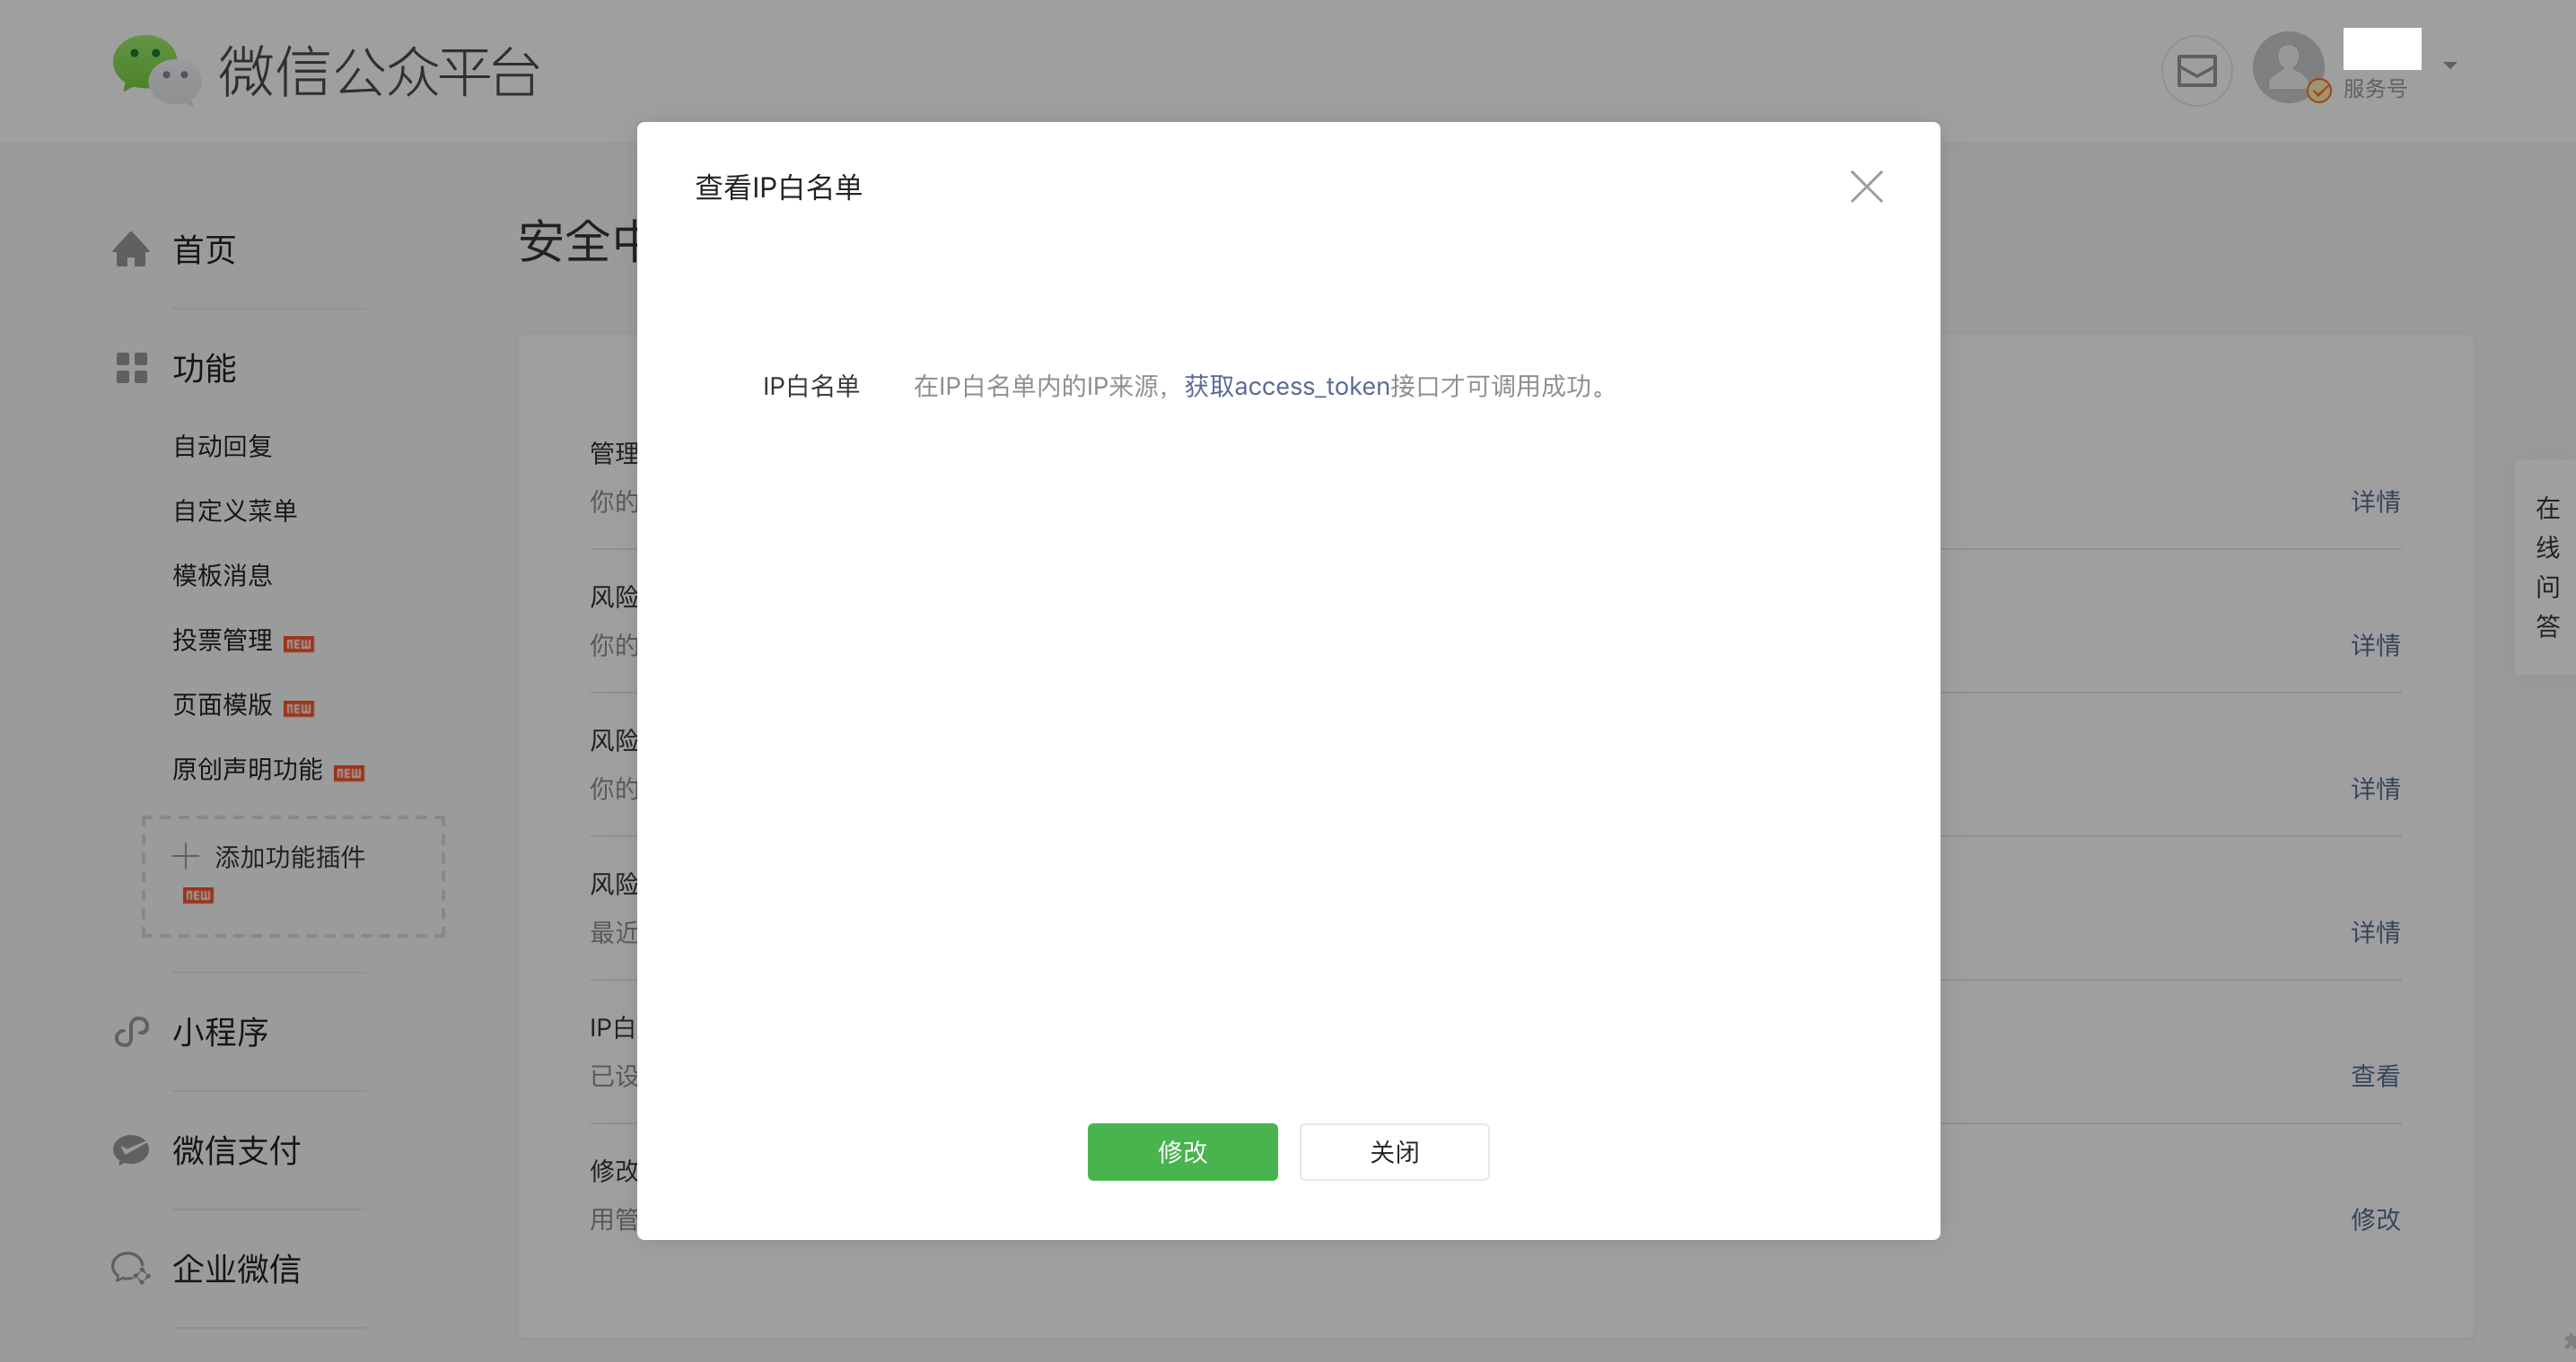 微信公众平台
服务号
首页
功能
自动回复
自定义菜单
模板消息
投票管理 NEW
页面模版 NEW
原创声明功能 NEW
添加功能插件
NEW
小程序
微信支付
企业微信
安全中
管理
你的
详情
风险
你的
详情
风险
你的
详情
风险
最近
详情
IP白
已设
查看
修改
用管
修改
查看IP白名单
IP白名单 在IP白名单内的IP来源，获取access_token接口才可调用成功。
修改
关闭
在
线
问
答